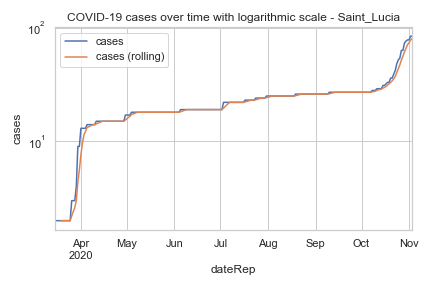 COVID-19 cases over time with logarithmic scale - Saint_Lucia
cases
cases (rolling)
10²
10¹
cases
Apr
2020
May
Jun
Jul
Aug
Sep
Oct
Nov
dateRep